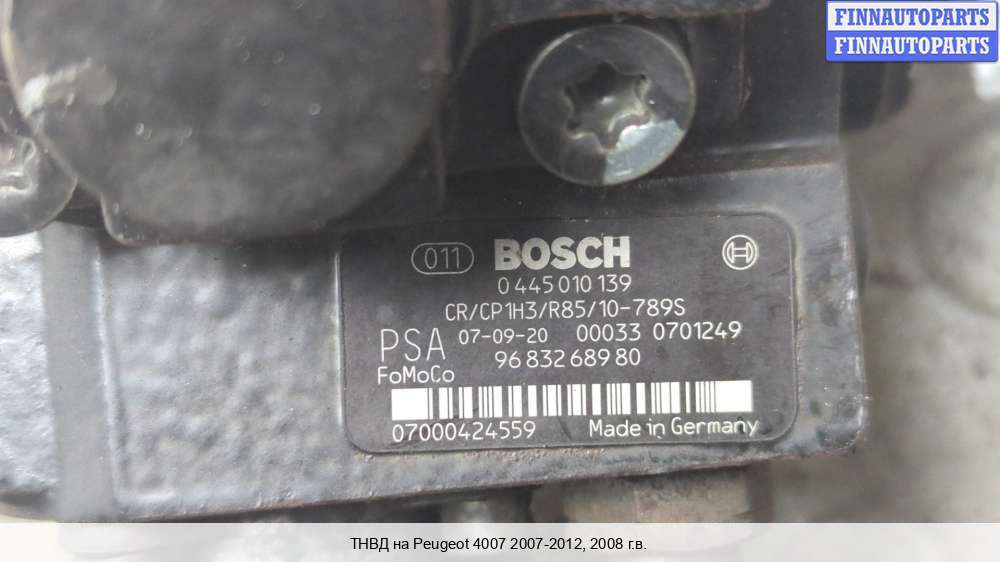 FINNAUTOPARTS
FINNAUTOPARTS
011 BOSCH
0 445 010 139
CR/CP1H3/R85/10-789S
PSA 07-09-20 00033 0701249
96 832 689 80
FoMoCo
07000424559 Made in Germany
ТНВД на Peugeot 4007 2007-2012, 2008 г.в.